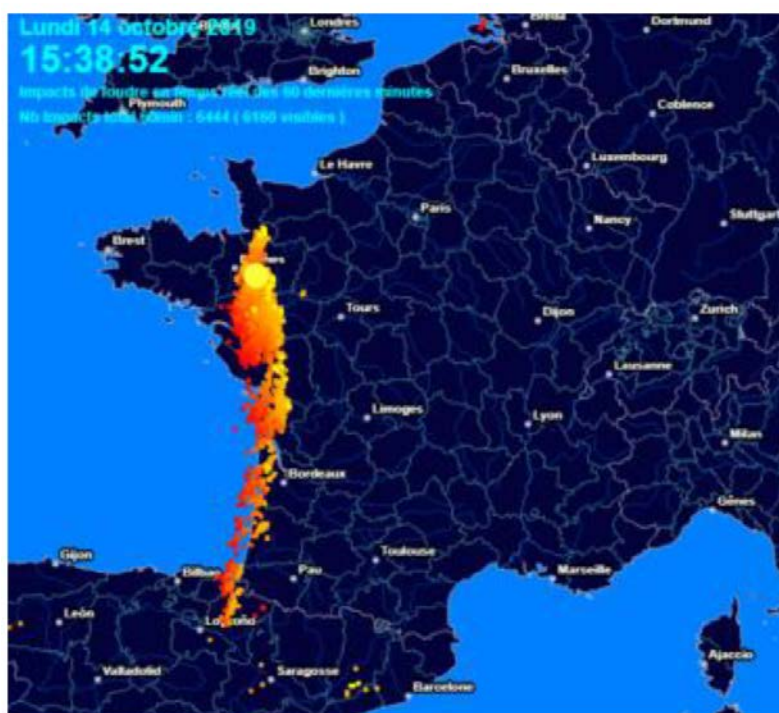 Lundi 14 octobre 2019
15:38:52
Impacts de foudre en temps réel des 60 dernières minutes
Nb Impacts total 60min : 6444 ( 6160 visibles )
Londres
Breda
Dortmund
Brighton
Bruxelles
Plymouth
Coblence
Le Havre
Luxembourg
Paris
Nancy
Stuttgart
Brest
Tours
Dijon
Zurich
Lausanne
Limoges
Lyon
Milan
Bordeaux
Gênes
Gijon
Toulouse
Marseille
Pau
León
Valladolid
Saragosse
Ajaccio
Barcelone